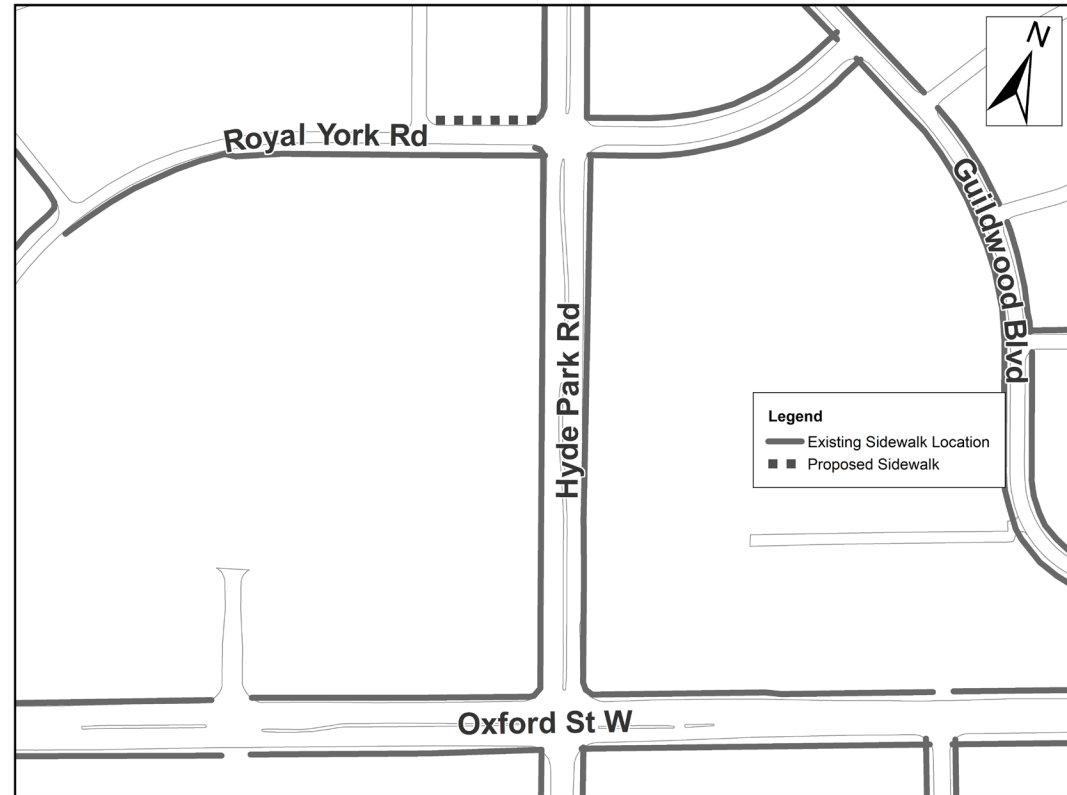 N
Royal York Rd
Guildwood Blvd
Hyde Park Rd
Legend
Existing Sidewalk Location
Proposed Sidewalk
Oxford St W